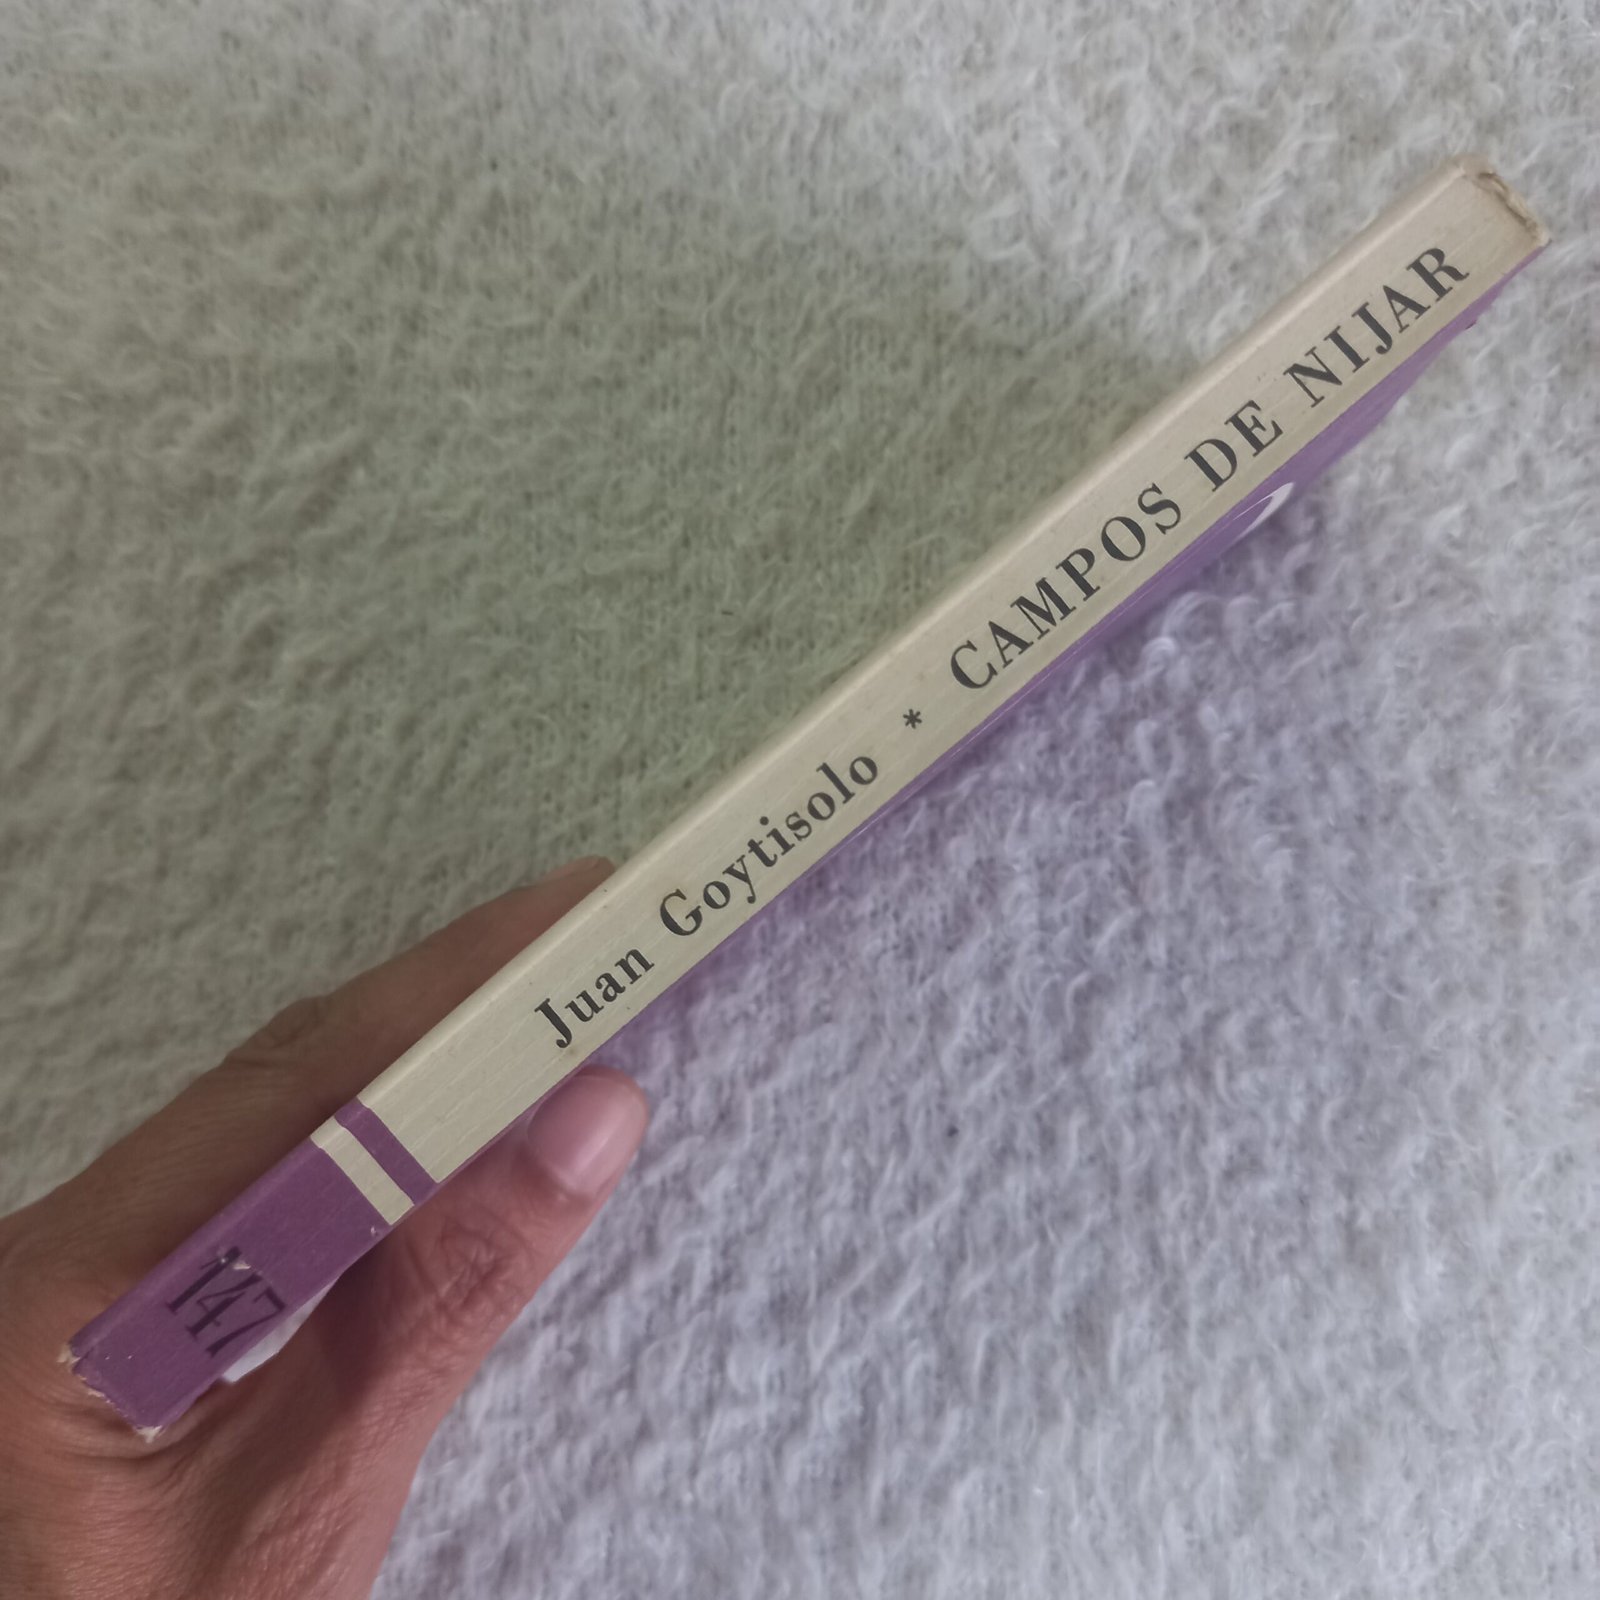 Juan Goytisolo * CAMPOS DE NIJAR
147